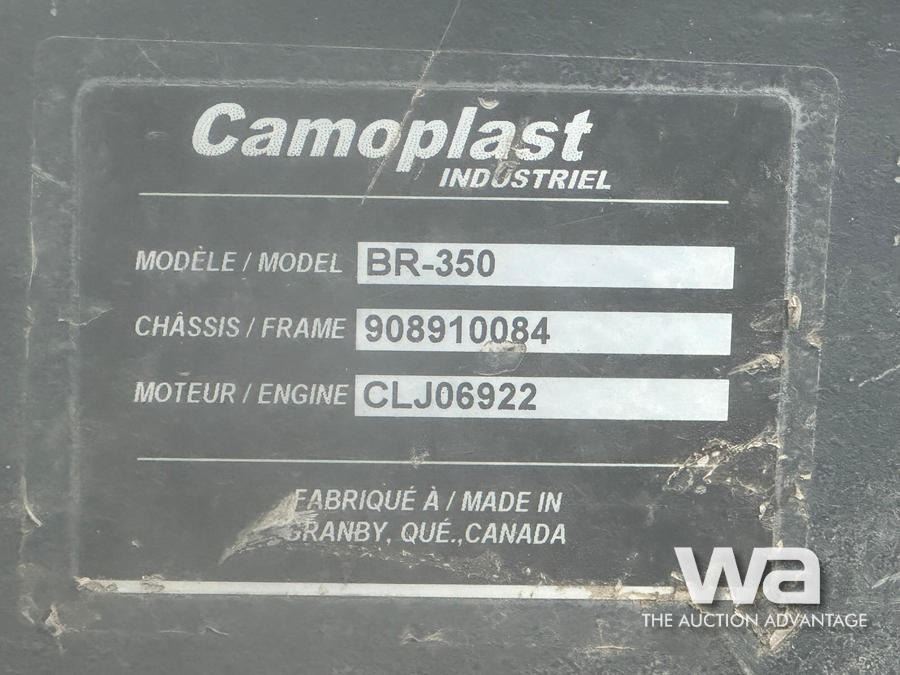 Camoplast
INDUSTRIEL
MODÈLE / MODEL BR-350
CHÂSSIS / FRAME 908910084
MOTEUR / ENGINE CLJ06922
FABRIQUÉ À / MADE IN
GRANBY, QUÉ.,CANADA
wa
THE AUCTION ADVANTAGE